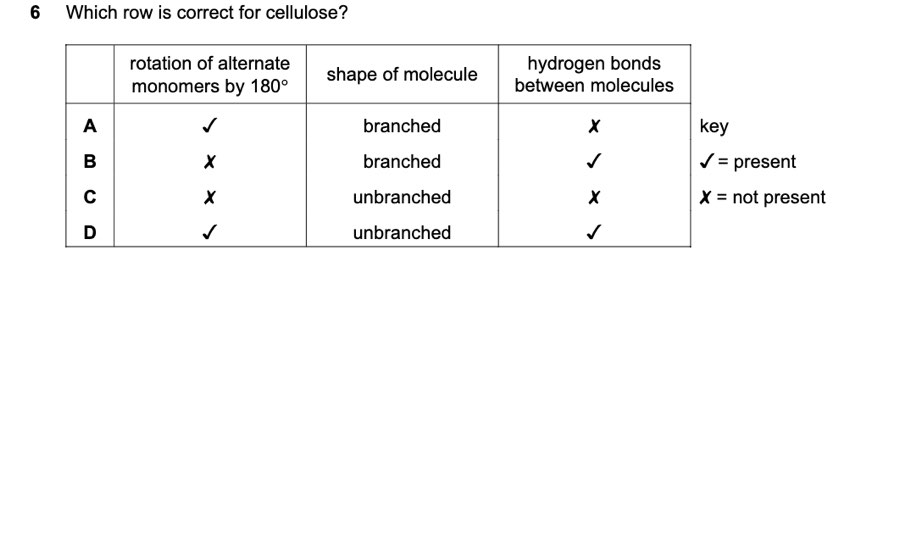 6 Which row is correct for cellulose?
rotation of alternate monomers by 180° shape of molecule hydrogen bonds between molecules
A ✓ branched ✗ key
B ✗ branched ✓ ✓ = present
C ✗ unbranched ✗ ✗ = not present
D ✓ unbranched ✓